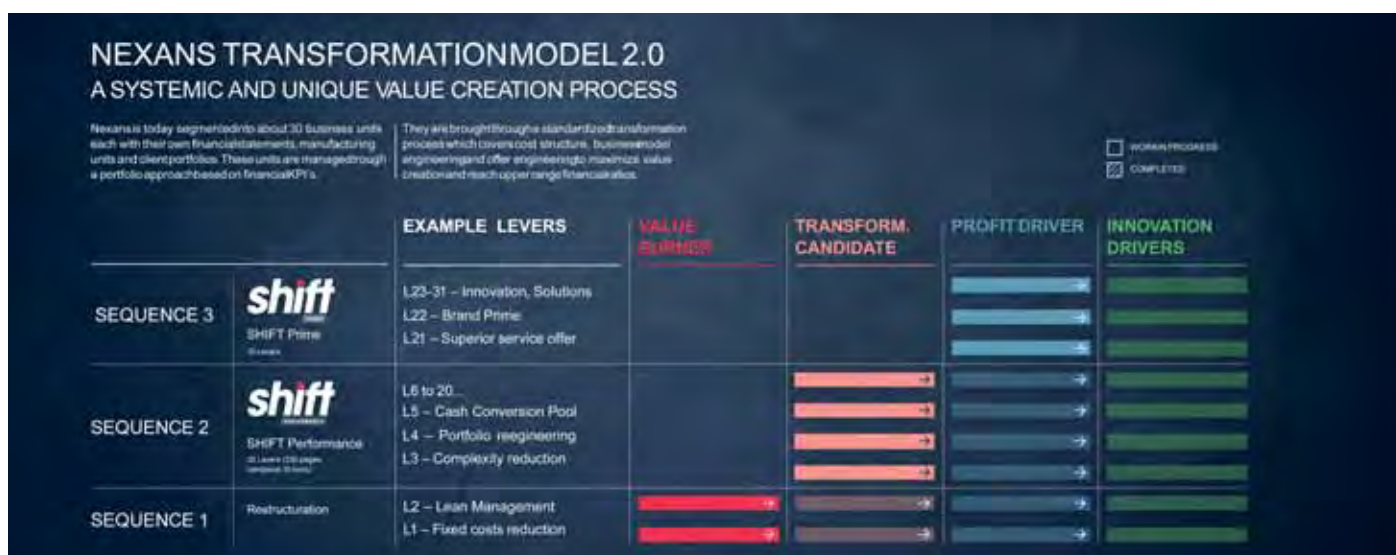 NEXANS TRANSFORMATIONMODEL 2.0
A SYSTEMIC AND UNIQUE VALUE CREATION PROCESS
Nexans is today segmented into about 30 business units
each with their own financial statements, manufacturing
units and client portfolios. These units are managed trough
a portfolio approach based on financial KPI's.
They are brought through a standardized transformation
process which covers cost structure, business model
engineering and offer engineering to maximize value
creation and reach upper range financials ratios.
WORK IN PROGRESS
COMPLETED
EXAMPLE LEVERS
VALUE
BURNER
TRANSFORM.
CANDIDATE
PROFIT DRIVER
INNOVATION
DRIVERS
SEQUENCE 3
shift
SHIFT Prime
L23-31 – Innovation, Solutions
L22 – Brand Prime
L21 – Superior service offer
SEQUENCE 2
shift
SHIFT Performance
L6 to 20...
L5 – Cash Conversion Pool
L4 – Portfolio reegineering
L3 – Complexity reduction
SEQUENCE 1
Restructuration
L2 – Lean Management
L1 – Fixed costs reduction